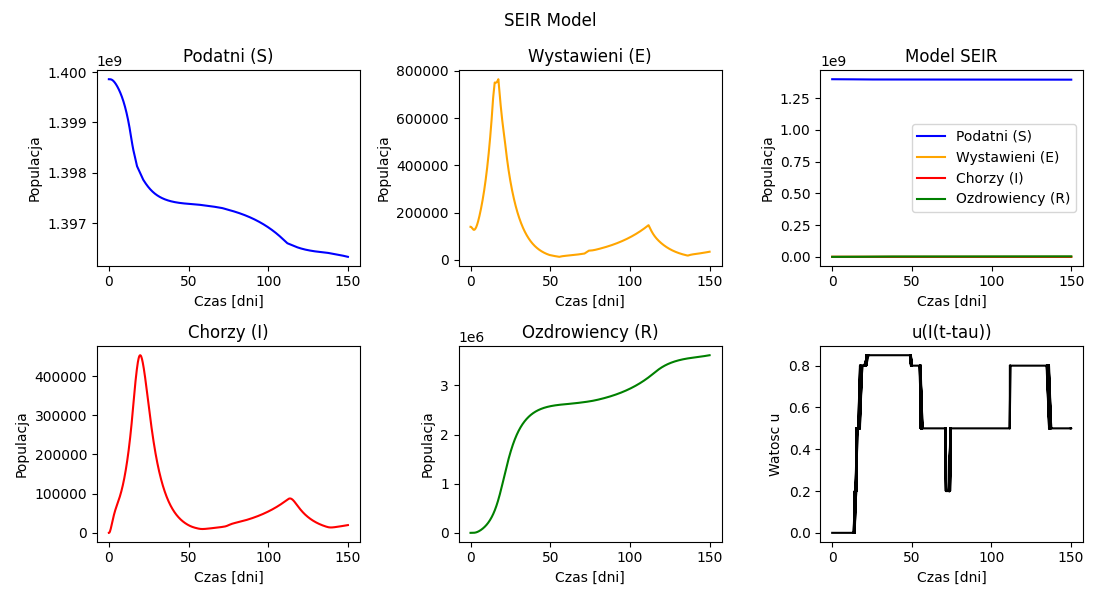 SEIR Model
Podatni (S)
1e9
1.400
1.399
1.398
1.397
Populacja
0 50 100 150
Czas [dni]
Wystawieni (E)
800000
600000
400000
200000
0
Populacja
0 50 100 150
Czas [dni]
Model SEIR
1e9
1.25
1.00
0.75
0.50
0.25
0.00
Populacja
Podatni (S)
Wystawieni (E)
Chorzy (I)
Ozdrowiency (R)
0 50 100 150
Czas [dni]
Chorzy (I)
400000
300000
200000
100000
0
Populacja
0 50 100 150
Czas [dni]
Ozdrowiency (R)
1e6
3
2
1
0
Populacja
0 50 100 150
Czas [dni]
u(I(t-tau))
0.8
0.6
0.4
0.2
0.0
Watosc u
0 50 100 150
Czas [dni]